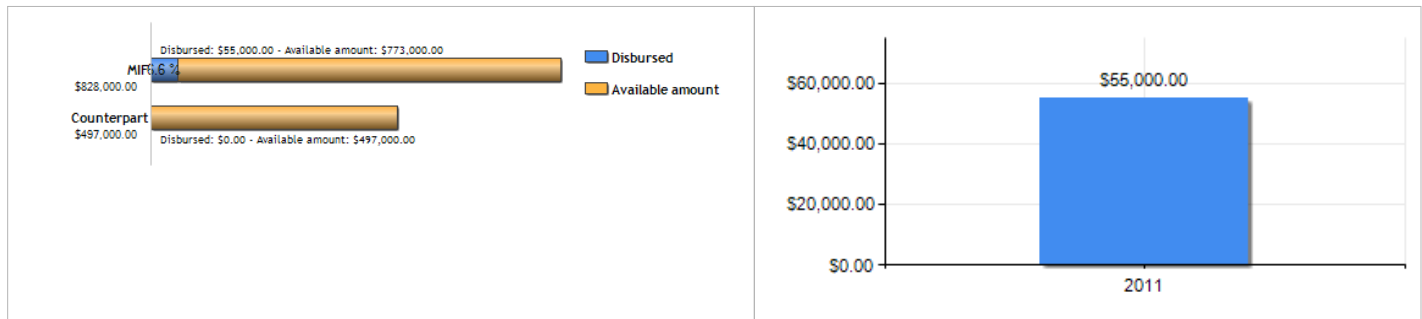 Disbursed: $55,000.00 - Available amount: $773,000.00
MIF 6.6 %
$828,000.00
Counterpart
$497,000.00
Disbursed: $0.00 - Available amount: $497,000.00
Disbursed
Available amount
$60,000.00
$40,000.00
$20,000.00
$0.00
$55,000.00
2011